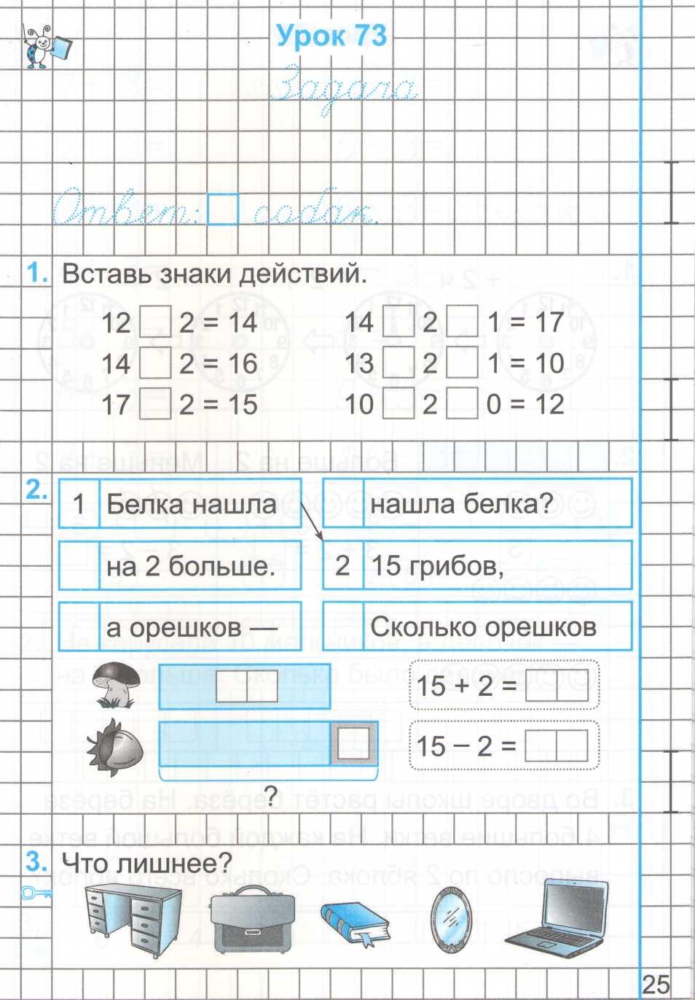 Урок 73
Задача
Ответ: собак.
1. Вставь знаки действий.
12 2 = 14 14 2 1 = 17
14 2 = 16 13 2 1 = 10
17 2 = 15 10 2 0 = 12
2. 1 Белка нашла нашла белка?
на 2 больше. 2 15 грибов,
а орешков — Сколько орешков
15 + 2 =
15 – 2 =
?
3. Что лишнее?
25